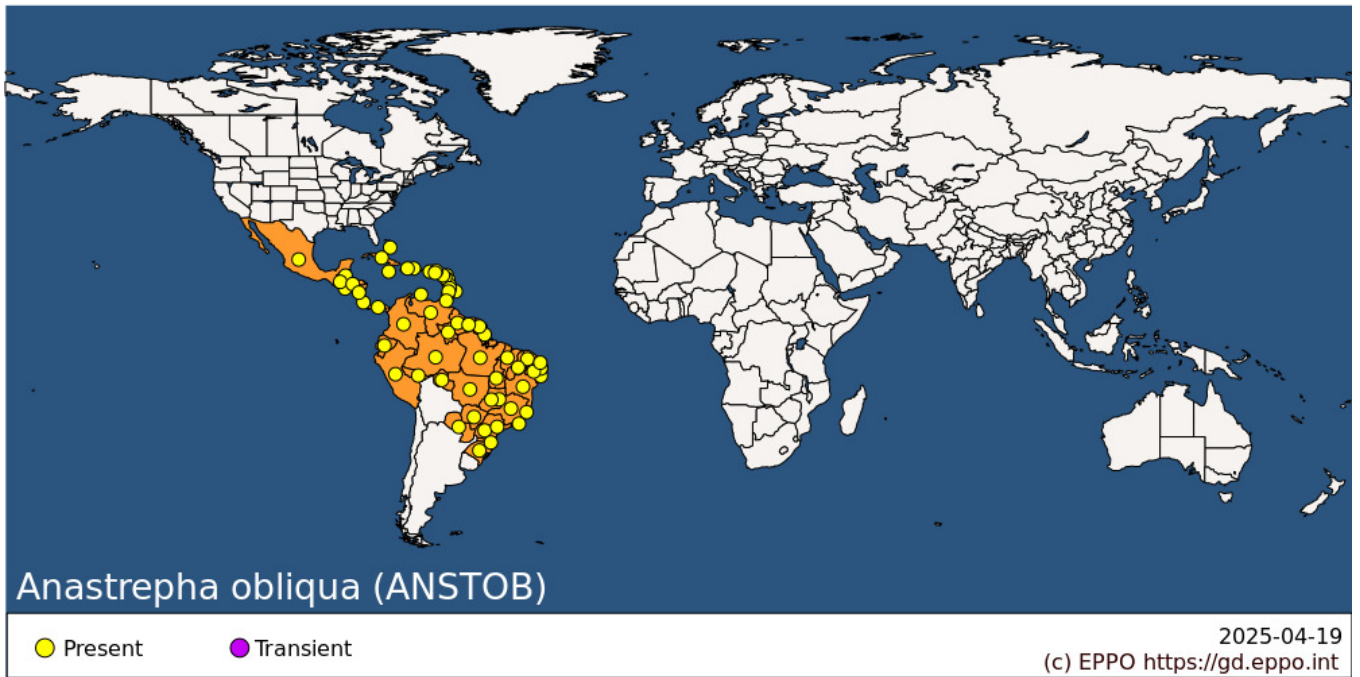 Anastrepha obliqua (ANSTOB)
Present
Transient
2025-04-19
(c) EPPO https://gd.eppo.int